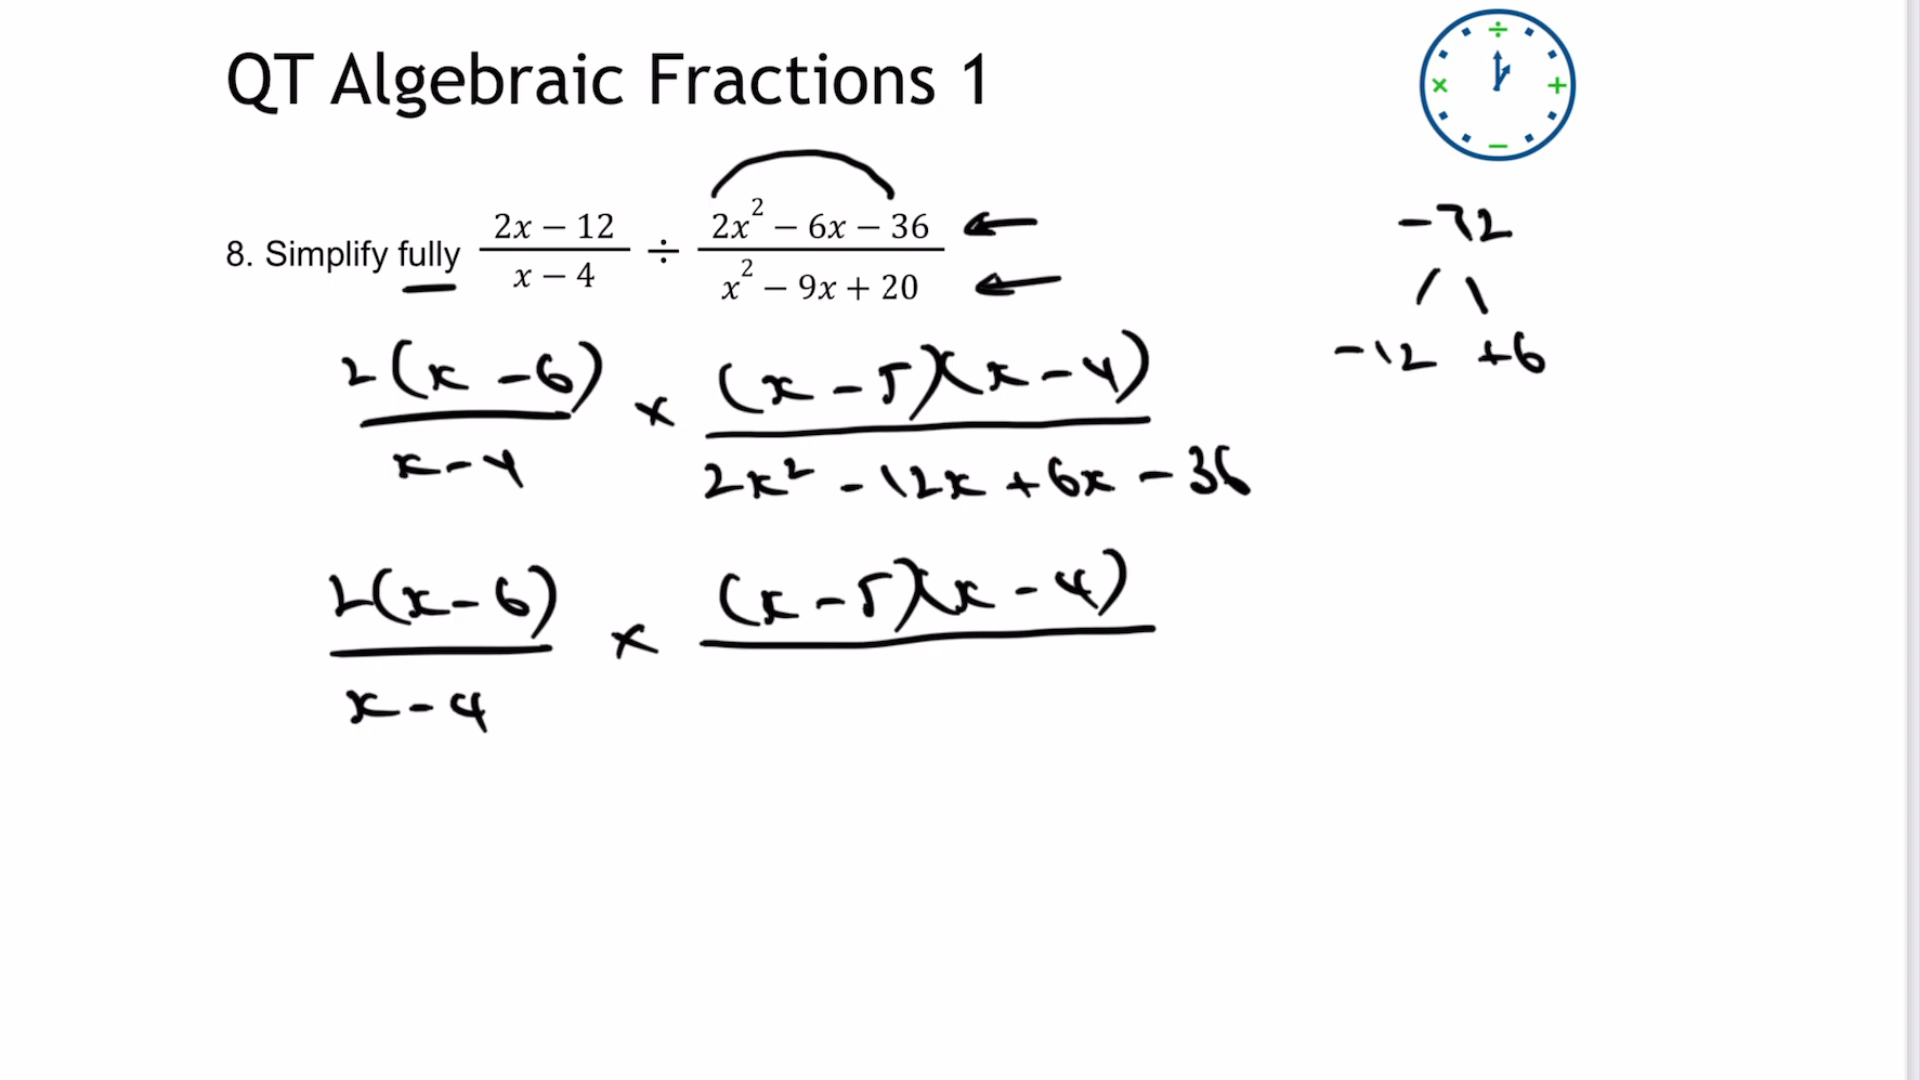 QT Algebraic Fractions 1
÷
×
+
−
8. Simplify fully (2x − 12)/(x − 4) ÷ (2x² − 6x − 36)/(x² − 9x + 20)
−72
−12 +6
2(x − 6)/(x − 4) × (x − 5)(x − 4)/(2x² − 12x + 6x − 36)
2(x − 6)/(x − 4) × (x − 5)(x − 4)/